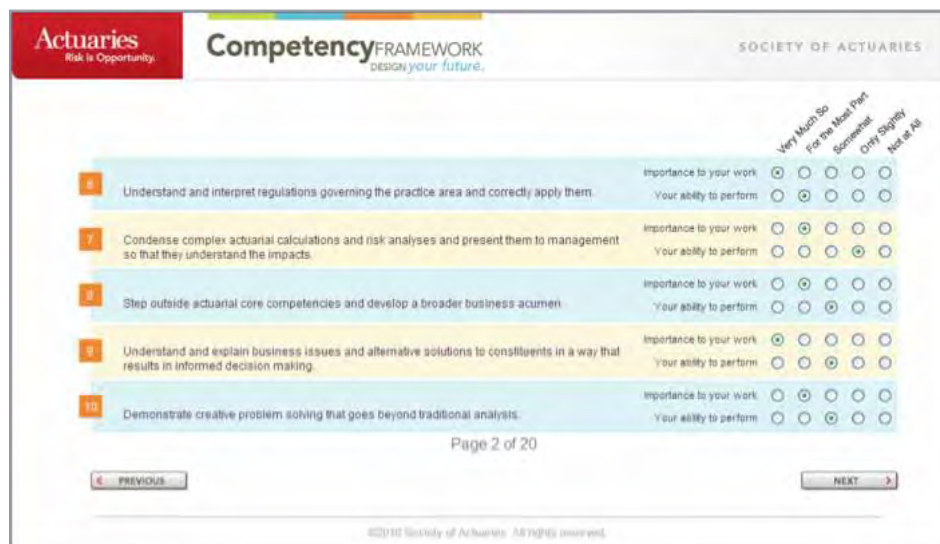 Actuaries
Risk is Opportunity.
CompetencyFRAMEWORK
DESIGN your future.
SOCIETY OF ACTUARIES
Very Much So
For the Most Part
Somewhat
Only Slightly
Not at All
6
Understand and interpret regulations governing the practice area and correctly apply them.
Importance to your work
Your ability to perform
7
Condense complex actuarial calculations and risk analyses and present them to management
so that they understand the impacts.
Importance to your work
Your ability to perform
8
Step outside actuarial core competencies and develop a broader business acumen.
Importance to your work
Your ability to perform
9
Understand and explain business issues and alternative solutions to constituents in a way that
results in informed decision making.
Importance to your work
Your ability to perform
10
Demonstrate creative problem solving that goes beyond traditional analysis.
Importance to your work
Your ability to perform
Page 2 of 20
PREVIOUS
NEXT
©2010 Society of Actuaries. All rights reserved.